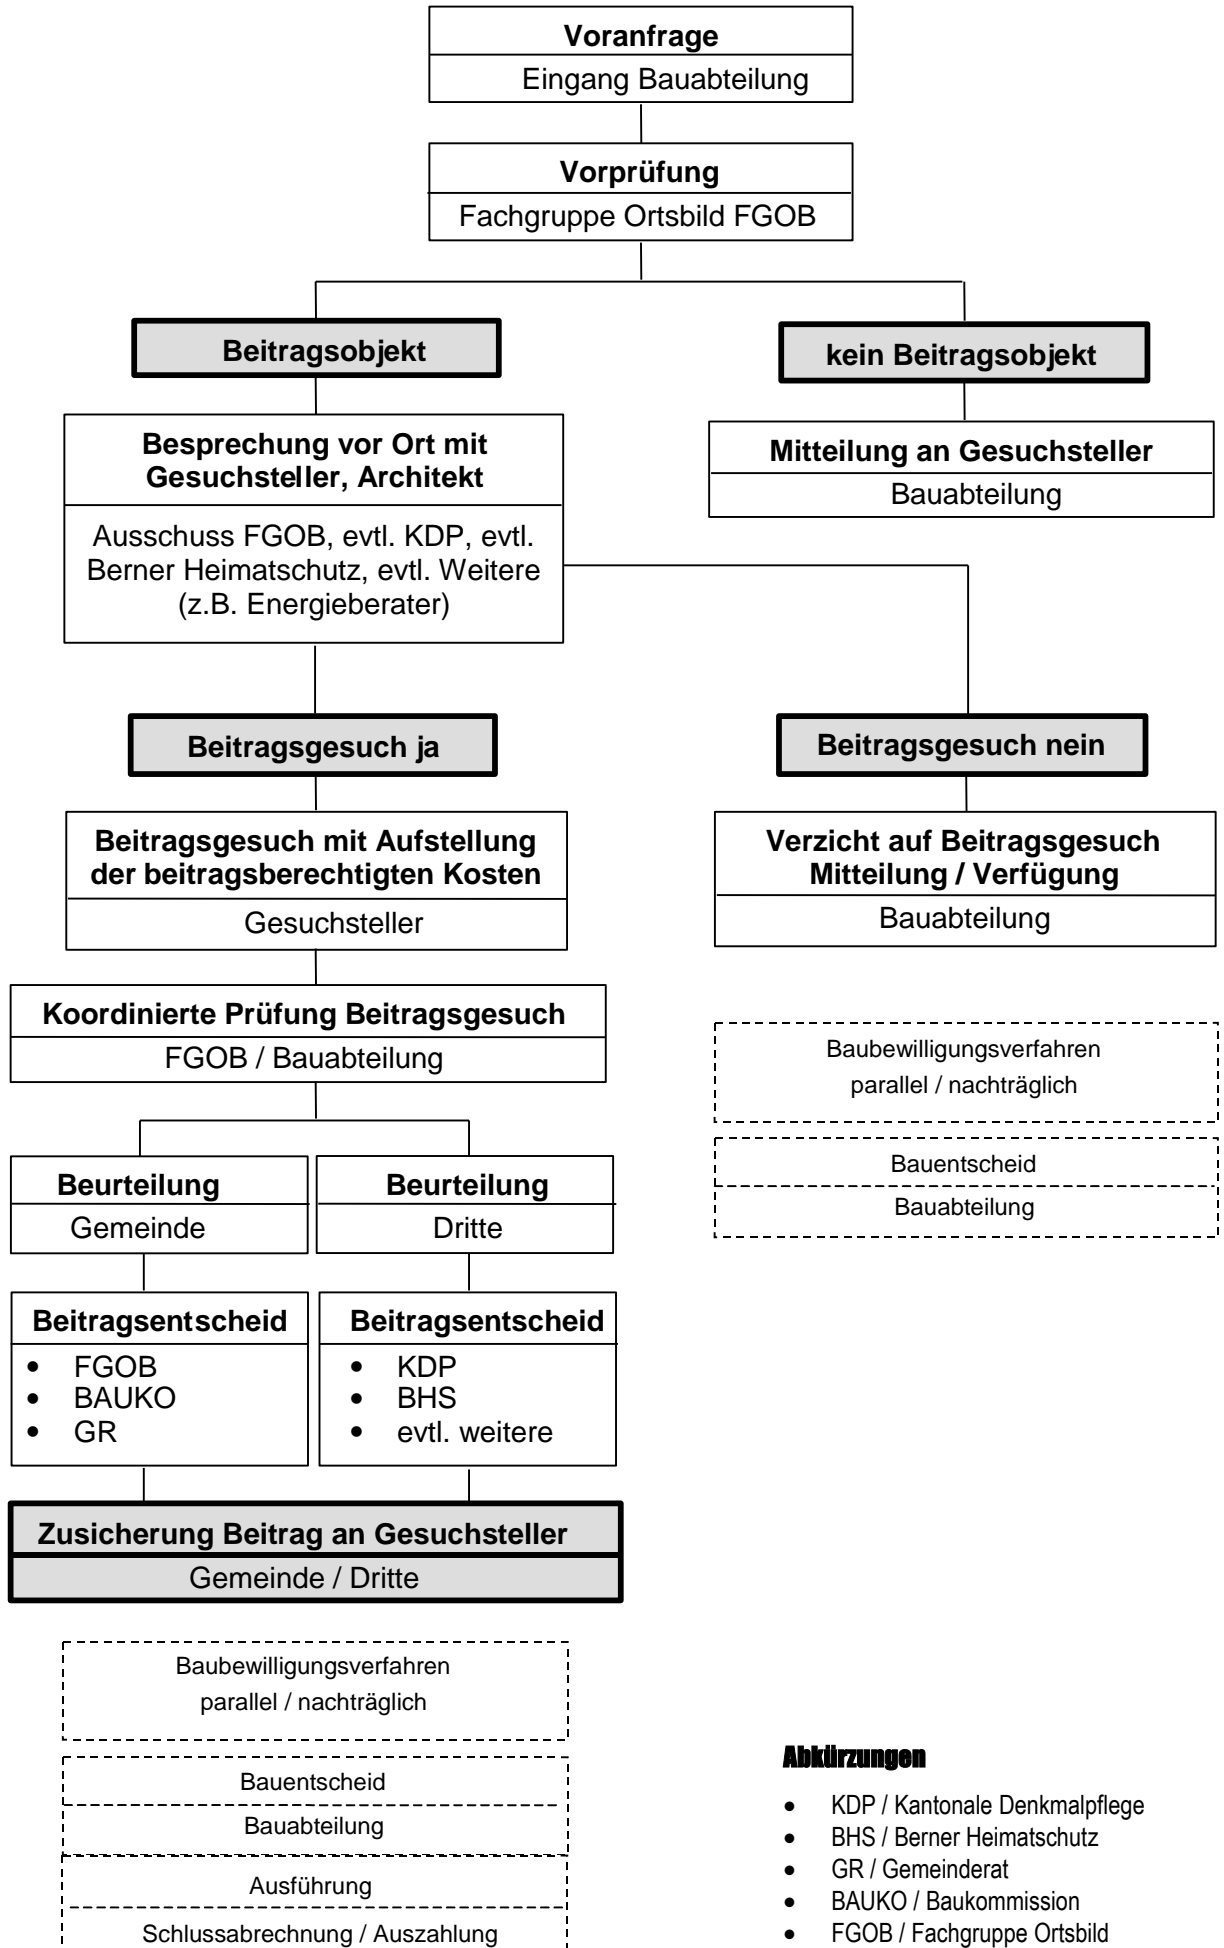 Voranfrage
Eingang Bauabteilung
Vorprüfung
Fachgruppe Ortsbild FGOB
Beitragsobjekt
kein Beitragsobjekt
Besprechung vor Ort mit
Gesuchsteller, Architekt
Ausschuss FGOB, evtl. KDP, evtl.
Berner Heimatschutz, evtl. Weitere
(z.B. Energieberater)
Mitteilung an Gesuchsteller
Bauabteilung
Beitragsgesuch ja
Beitragsgesuch nein
Beitragsgesuch mit Aufstellung
der beitragsberechtigten Kosten
Gesuchsteller
Verzicht auf Beitragsgesuch
Mitteilung / Verfügung
Bauabteilung
Koordinierte Prüfung Beitragsgesuch
FGOB / Bauabteilung
Baubewilligungsverfahren
parallel / nachträglich
Bauentscheid
Bauabteilung
Beurteilung
Gemeinde
Beurteilung
Dritte
Beitragsentscheid
• FGOB
• BAUKO
• GR
Beitragsentscheid
• KDP
• BHS
• evtl. weitere
Zusicherung Beitrag an Gesuchsteller
Gemeinde / Dritte
Baubewilligungsverfahren
parallel / nachträglich
Bauentscheid
Bauabteilung
Ausführung
Schlussabrechnung / Auszahlung
Abkürzungen
• KDP / Kantonale Denkmalpflege
• BHS / Berner Heimatschutz
• GR / Gemeinderat
• BAUKO / Baukommission
• FGOB / Fachgruppe Ortsbild